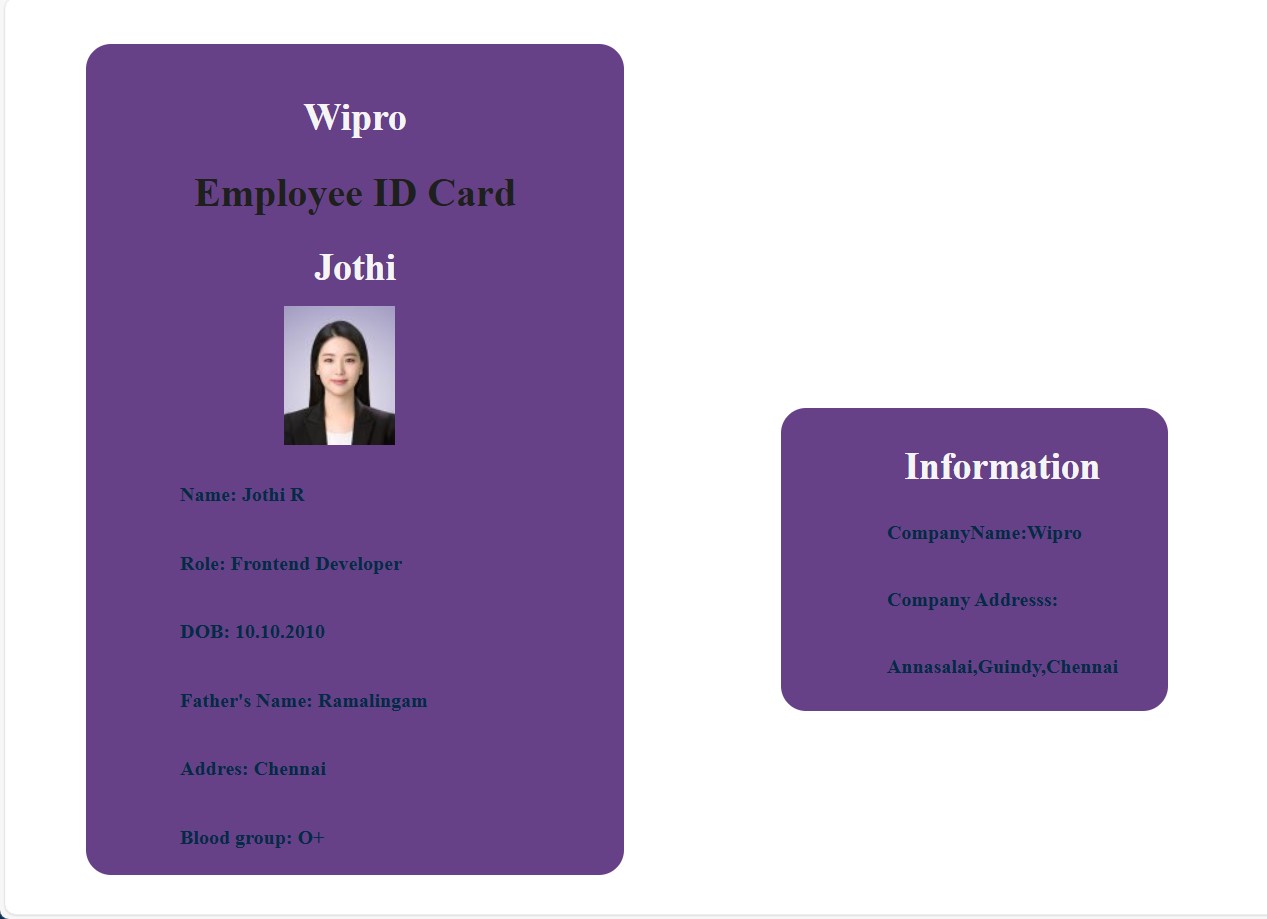 Wipro
Employee ID Card
Jothi
Name: Jothi R
Role: Frontend Developer
DOB: 10.10.2010
Father's Name: Ramalingam
Addres: Chennai
Blood group: O+
Information
CompanyName:Wipro
Company Addresss:
Annasalai,Guindy,Chennai